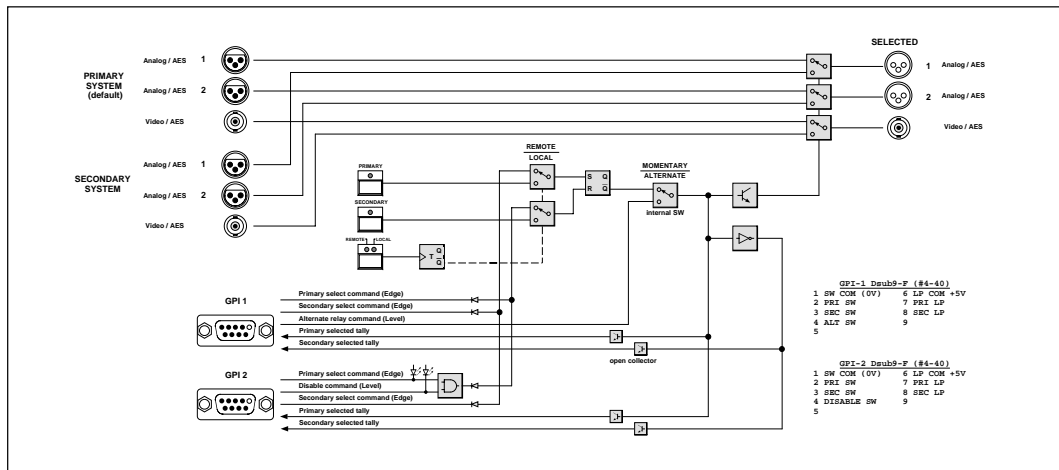 SELECTED
PRIMARY
SYSTEM
(default)
Analog / AES 1
Analog / AES 2
Video / AES
1 Analog / AES
2 Analog / AES
Video / AES
SECONDARY
SYSTEM
Analog / AES 1
Analog / AES 2
Video / AES
REMOTE
LOCAL
MOMENTARY
ALTERNATE
internal SW
PRIMARY
SECONDARY
REMOTE LOCAL
S Q
R Q
T Q
Q
GPI 1
Primary select command (Edge)
Secondary select command (Edge)
Alternate relay command (Level)
Primary selected tally
Secondary selected tally
open collector
GPI 2
Primary select command (Edge)
Disable command (Level)
Secondary select command (Edge)
Primary selected tally
Secondary selected tally
GPI-1 Dsub9-F (#4-40)
1 SW COM (0V) 6 LP COM +5V
2 PRI SW 7 PRI LP
3 SEC SW 8 SEC LP
4 ALT SW 9
5
GPI-2 Dsub9-F (#4-40)
1 SW COM (0V) 6 LP COM +5V
2 PRI SW 7 PRI LP
3 SEC SW 8 SEC LP
4 DISABLE SW 9
5